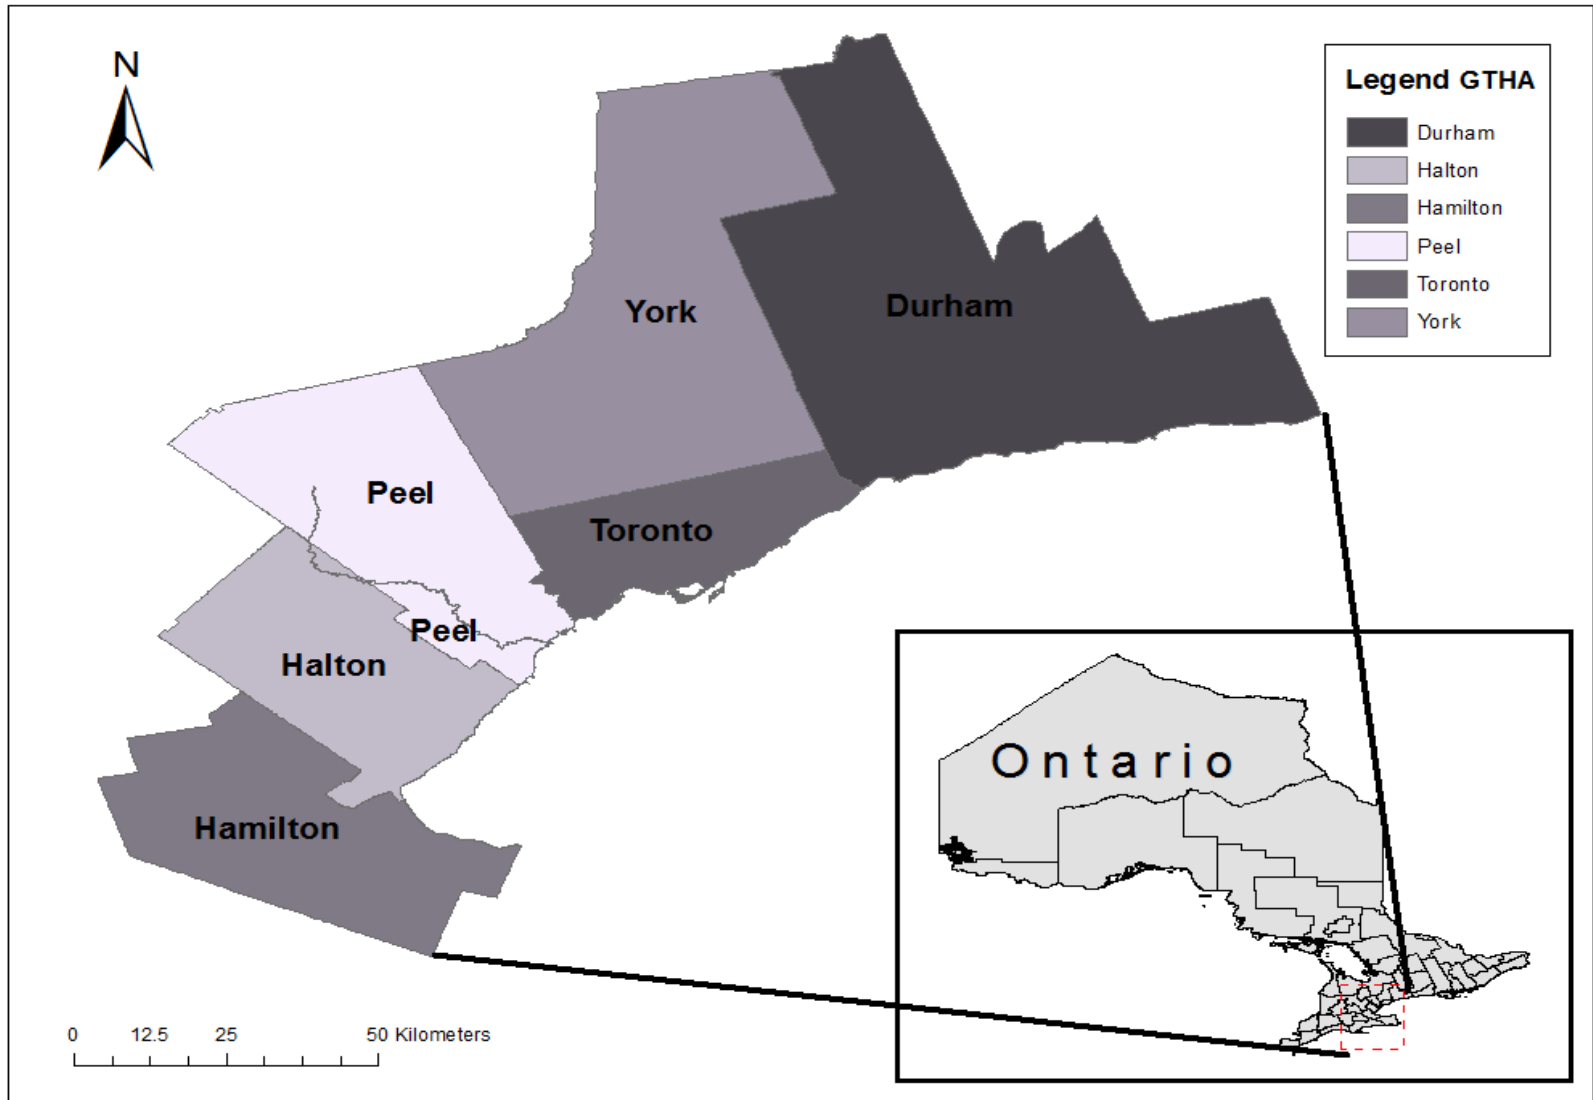 N
Legend GTHA
Durham
Halton
Hamilton
Peel
Toronto
York
York
Durham
Peel
Toronto
Peel
Halton
Hamilton
Ontario
0 12.5 25 50 Kilometers